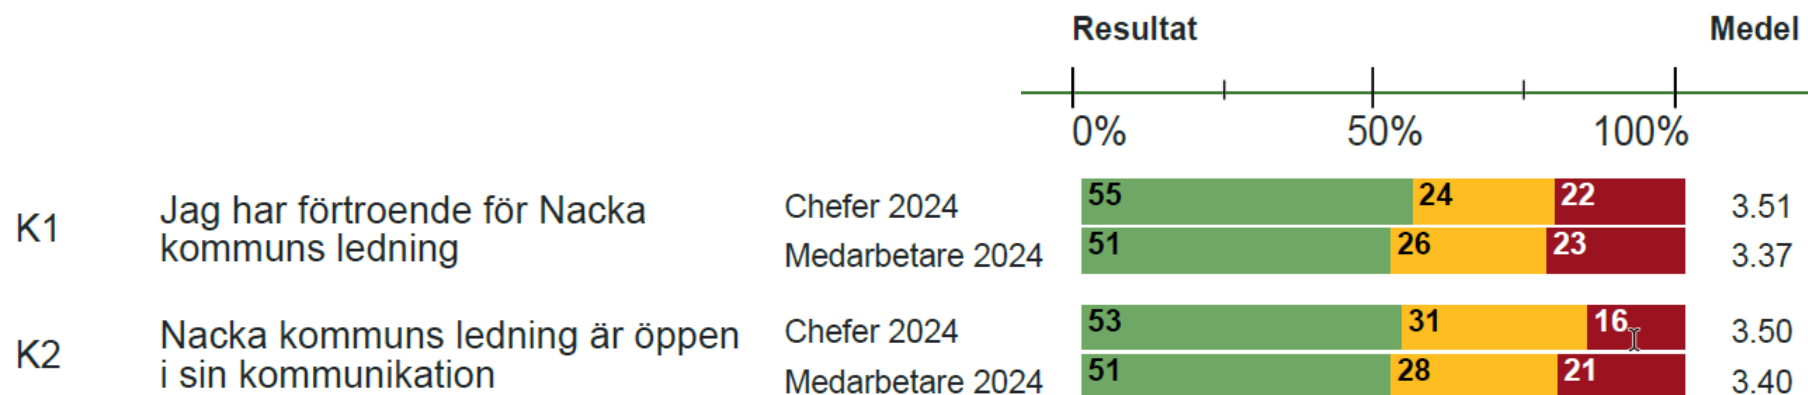 Resultat Medel
0% 50% 100%
K1 Jag har förtroende för Nacka
kommuns ledning
Chefer 2024 55 24 22 3.51
Medarbetare 2024 51 26 23 3.37
K2 Nacka kommuns ledning är öppen
i sin kommunikation
Chefer 2024 53 31 16 3.50
Medarbetare 2024 51 28 21 3.40